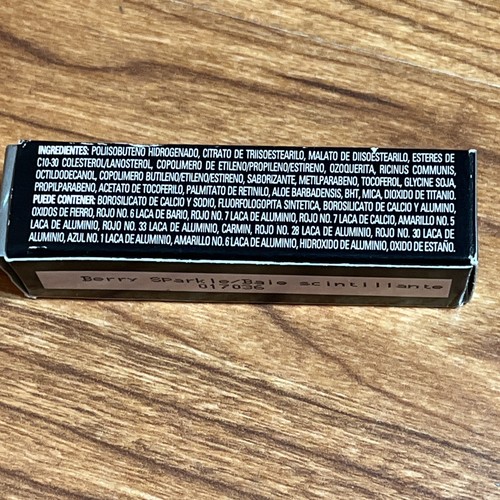 INGREDIENTES: POLIISOBUTENO HIDROGENADO, CITRATO DE TRIISOESTEARILO, MALATO DE DIISOESTEARILO, ESTERES DE
C10-30 COLESTEROL/LANOSTEROL, COPOLIMERO DE ETILENO/PROPILENO/ESTIRENO, OZOQUERITA, RICINUS COMMUNIS,
OCTILDODECANOL, COPOLIMERO BUTILENO/ETILENO/ESTIRENO, SABORIZANTE, METILPARABENO, TOCOFEROL, GLYCINE SOJA,
PROPILPARABENO, ACETATO DE TOCOFERILO, PALMITATO DE RETINILO, ALOE BARBADENSIS, BHT, MICA, DIOXIDO DE TITANIO.
PUEDE CONTENER: BOROSILICATO DE CALCIO Y SODIO, FLUORFLOGOPITA SINTETICA, BOROSILICATO DE CALCIO Y ALUMINIO,
OXIDOS DE FIERRO, ROJO NO. 6 LACA DE BARIO, ROJO NO. 7 LACA DE ALUMINIO, ROJO NO. 7 LACA DE CALCIO, AMARILLO NO. 5
LACA DE ALUMINIO, ROJO NO. 33 LACA DE ALUMINIO, CARMIN, ROJO NO. 28 LACA DE ALUMINIO, ROJO NO. 30 LACA DE
ALUMINIO, AZUL NO. 1 LACA DE ALUMINIO, AMARILLO NO. 6 LACA DE ALUMINIO, HIDROXIDO DE ALUMINIO, OXIDO DE ESTAÑO.
Berry Sparkle/Baie scintillante
017036